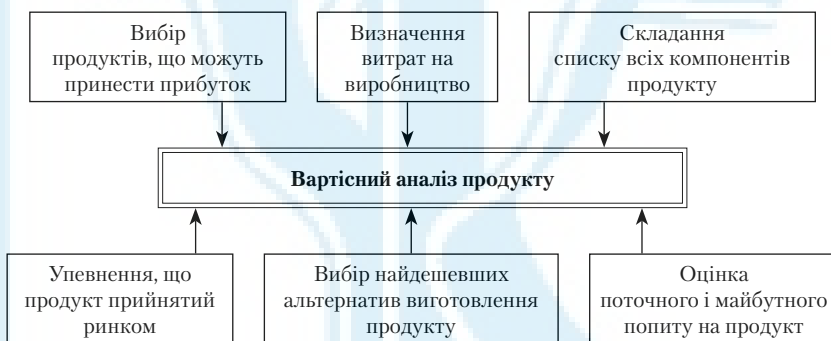 Вибір
продуктів, що можуть
принести прибуток
Визначення
витрат на
виробництво
Складання
списку всіх компонентів
продукту
Вартісний аналіз продукту
Упевнення, що
продукт прийнятий
ринком
Вибір найдешевших
альтернатив виготовлення
продукту
Оцінка
поточного і майбутного
попиту на продукт